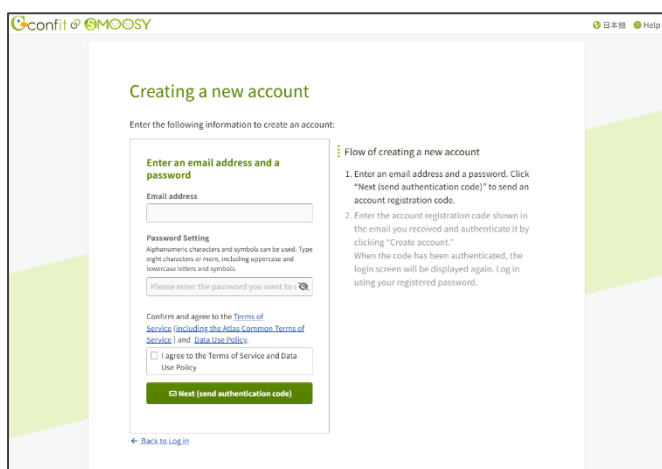 confit SMOOSY
日本語 Help
Creating a new account
Enter the following information to create an account:
Enter an email address and a
password
Email address
Password Setting
Alphanumeric characters and symbols can be used. Type
eight characters or more, including uppercase and
lowercase letters and symbols.
Please enter the password you want to
Confirm and agree to the Terms of
Service (including the Atlas Common Terms of
Service ) and Data Use Policy.
I agree to the Terms of Service and Data
Use Policy
Next (send authentication code)
Back to Log in
Flow of creating a new account
1. Enter an email address and a password. Click
"Next (send authentication code)" to send an
account registration code.
2. Enter the account registration code shown in
the email you received and authenticate it by
clicking "Create account."
When the code has been authenticated, the
login screen will be displayed again. Log in
using your registered password.